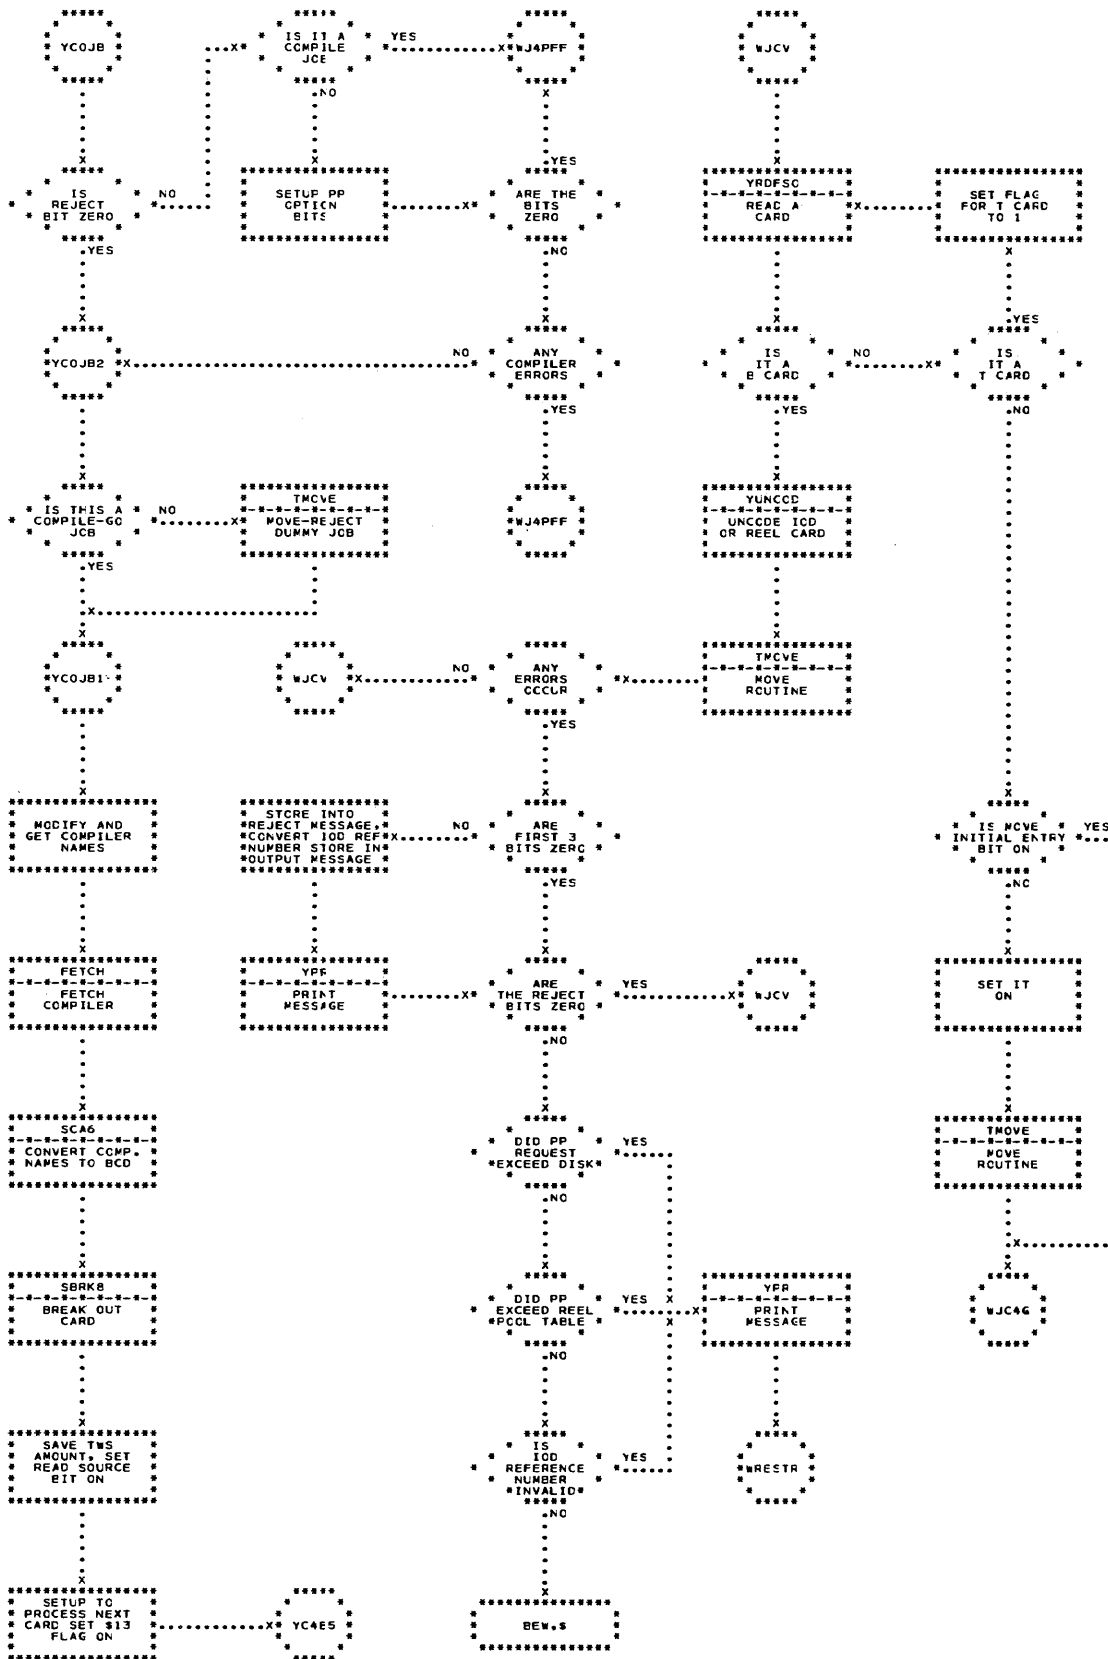 YCOJB
IS IT A
COMPILE
JCB
YES
WJ4PFF
WJCV
NO
YES
IS
REJECT
BIT ZERO
NO
SETUP PP
OPTION
BITS
ARE THE
BITS
ZERO
YRDFSC
READ A
CARD
SET FLAG
FOR T CARD
TO 1
YES
NO
YES
YCOJB2
NO
ANY
COMPILER
ERRORS
IS
IT A
B CARD
NO
IS
IT A
T CARD
YES
YES
NO
IS THIS A
COMPILE-GO
JCB
NO
TMCVE
MOVE-REJECT
DUMMY JOB
WJ4PFF
YUNCCD
UNCODE IOD
OR REEL CARD
YES
YCOJB1
WJCV
NO
ANY
ERRORS
OCCUR
TMCVE
MOVE
ROUTINE
YES
MODIFY AND
GET COMPILER
NAMES
STORE INTO
REJECT MESSAGE,
CONVERT IOD REF
NUMBER STORE IN
OUTPUT MESSAGE
NO
ARE
FIRST 3
BITS ZERO
IS MOVE
INITIAL ENTRY
BIT ON
YES
YES
NO
FETCH
FETCH
COMPILER
YPR
PRINT
MESSAGE
ARE
THE REJECT
BITS ZERO
YES
WJCV
SET IT
ON
NO
SCA6
CONVERT COMP.
NAMES TO BCD
DID PP
REQUEST
EXCEED DISK
YES
TMOVE
MOVE
ROUTINE
NO
SBRK8
BREAK OUT
CARD
DID PP
EXCEED REEL
POOL TABLE
YES
YPR
PRINT
MESSAGE
WJC4G
NO
SAVE TWS
AMOUNT, SET
READ SOURCE
BIT ON
IS
IOD
REFERENCE
NUMBER
INVALID
YES
WRESTR
NO
SETUP TO
PROCESS NEXT
CARD SET $13
FLAG ON
YC4E5
BEW,$